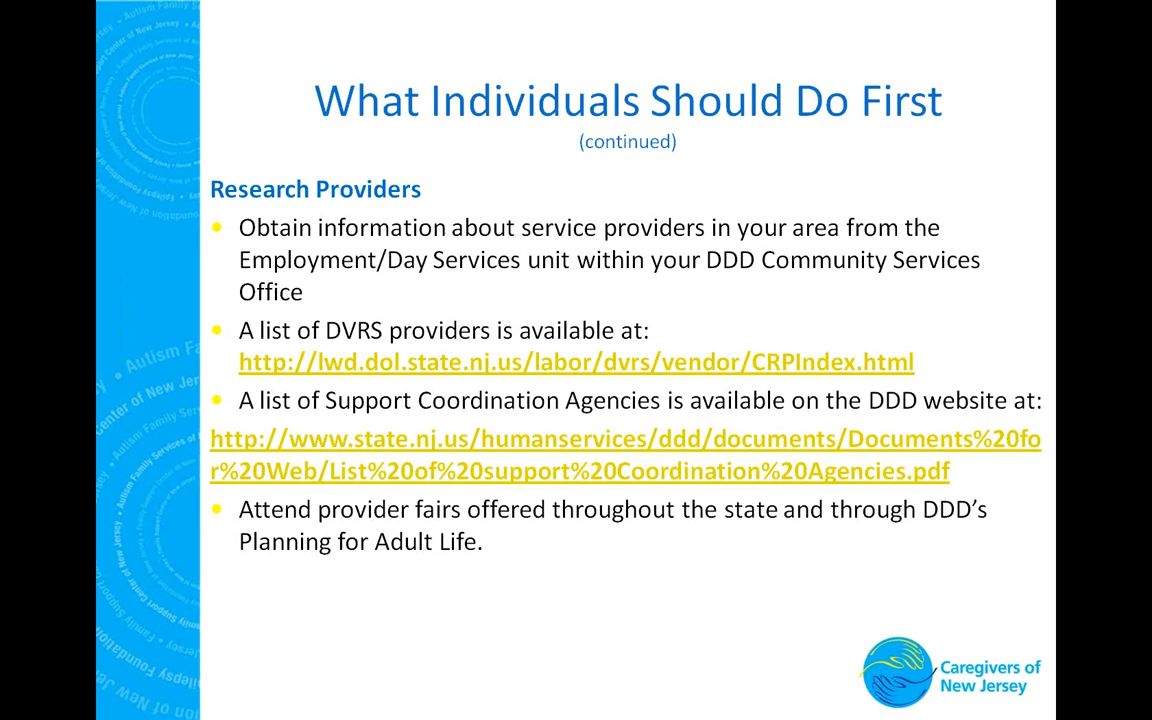 What Individuals Should Do First
(continued)
Research Providers
• Obtain information about service providers in your area from the
Employment/Day Services unit within your DDD Community Services
Office
• A list of DVRS providers is available at:
http://lwd.dol.state.nj.us/labor/dvrs/vendor/CRPIndex.html
• A list of Support Coordination Agencies is available on the DDD website at:
http://www.state.nj.us/humanservices/ddd/documents/Documents%20fo
r%20Web/List%20of%20support%20Coordination%20Agencies.pdf
• Attend provider fairs offered throughout the state and through DDD’s
Planning for Adult Life.
Caregivers of
New Jersey